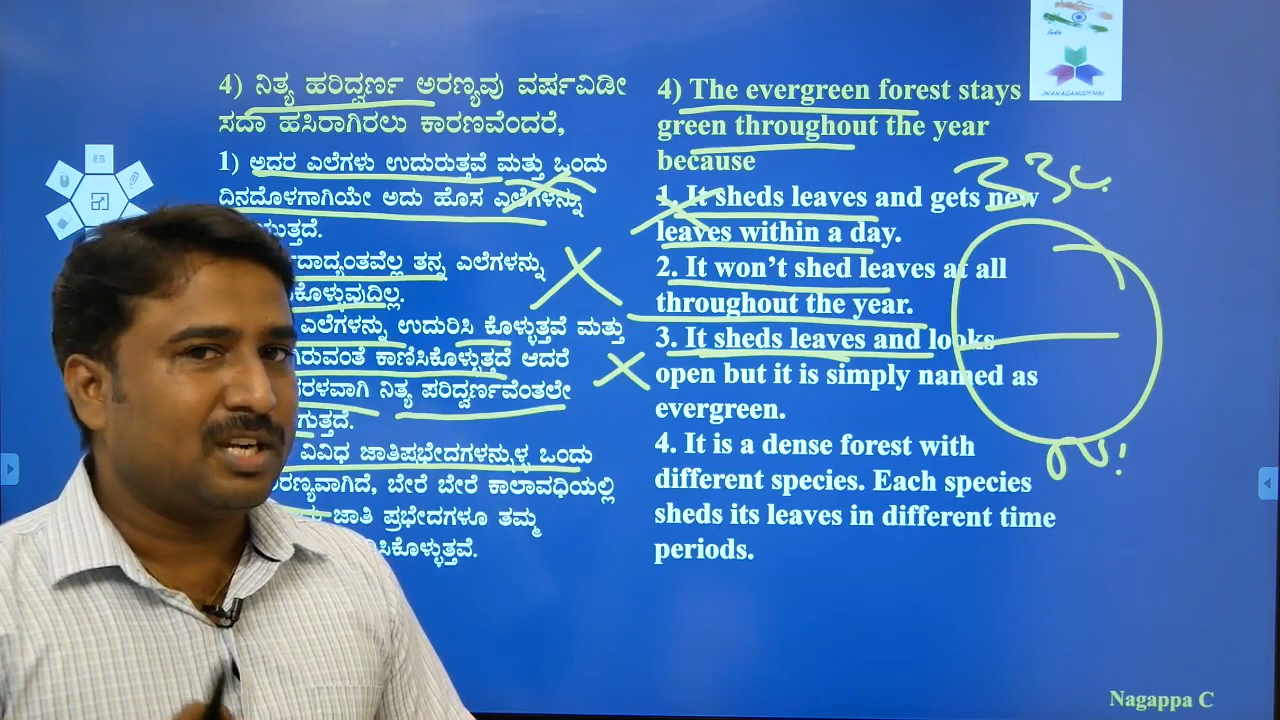 India
JNANAGANGOTHRI
EB
4) ನಿತ್ಯ ಹರಿದ್ವರ್ಣ ಅರಣ್ಯವು ವರ್ಷವಿಡೀ
ಸದಾ ಹಸಿರಾಗಿರಲು ಕಾರಣವೆಂದರೆ,
1) ಅದರ ಎಲೆಗಳು ಉದುರುತ್ತವೆ ಮತ್ತು ಒಂದು
ದಿನದೊಳಗಾಗಿಯೇ ಅದು ಹೊಸ ಎಲೆಗಳನ್ನು
ತನ್ನ ಎಲೆಗಳನ್ನು
ಎಲೆಗಳನ್ನು ಉದುರಿಸಿ ಕೊಳ್ಳುತ್ತವೆ ಮತ್ತು
ಕಾಣಿಸಿಕೊಳ್ಳುತ್ತದೆ ಆದರೆ
ನಿತ್ಯ ಪರಿದ್ವರ್ಣವೆಂತಲೇ
ವಿವಿಧ ಜಾತಿಪ್ರಭೇದಗಳನ್ನುಳ್ಳ ಒಂದು
ಬೇರೆ ಬೇರೆ ಕಾಲಾವಧಿಯಲ್ಲಿ
ಜಾತಿ ಪ್ರಭೇದಗಳೂ ತಮ್ಮ
4) The evergreen forest stays
green throughout the year
because
1. It sheds leaves and gets new
leaves within a day.
2. It won’t shed leaves at all
throughout the year.
3. It sheds leaves and looks
open but it is simply named as
evergreen.
4. It is a dense forest with
different species. Each species
sheds its leaves in different time
periods.
Nagappa C